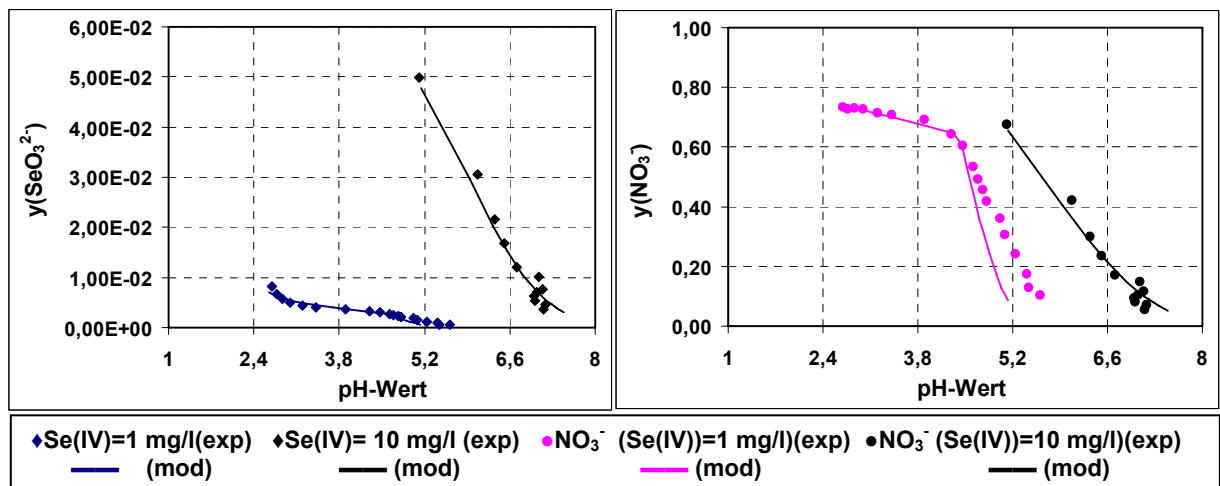 6,00E-02
5,00E-02
4,00E-02
3,00E-02
2,00E-02
1,00E-02
0,00E+00
y(SeO₃²⁻)
1 2,4 3,8 5,2 6,6 8
pH-Wert
1,00
0,80
0,60
0,40
0,20
0,00
y(NO₃⁻)
1 2,4 3,8 5,2 6,6 8
pH-Wert
Se(IV)=1 mg/l(exp) Se(IV)= 10 mg/l (exp) NO₃⁻ (Se(IV))=1 mg/l)(exp) NO₃⁻ (Se(IV))=10 mg/l)(exp)
(mod) (mod) (mod) (mod)